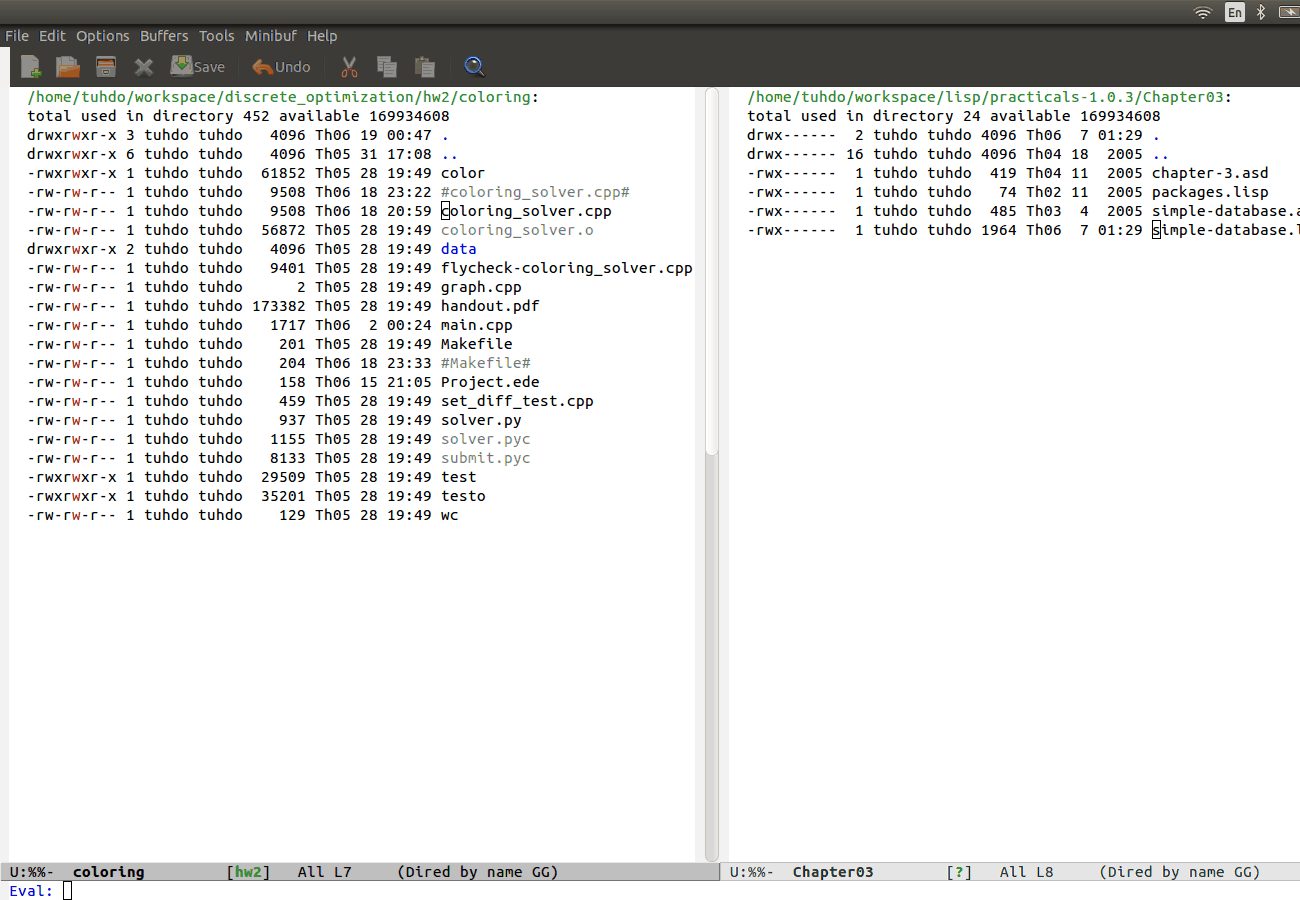 En
File Edit Options Buffers Tools Minibuf Help
Save Undo
/home/tuhdo/workspace/discrete_optimization/hw2/coloring:
total used in directory 452 available 169934608
drwxrwxr-x 3 tuhdo tuhdo   4096 Th06 19 00:47 .
drwxrwxr-x 6 tuhdo tuhdo   4096 Th05 31 17:08 ..
-rwxrwxr-x 1 tuhdo tuhdo  61852 Th05 28 19:49 color
-rw-rw-r-- 1 tuhdo tuhdo   9508 Th06 18 23:22 #coloring_solver.cpp#
-rw-rw-r-- 1 tuhdo tuhdo   9508 Th06 18 20:59 coloring_solver.cpp
-rw-rw-r-- 1 tuhdo tuhdo  56872 Th05 28 19:49 coloring_solver.o
drwxrwxr-x 2 tuhdo tuhdo   4096 Th05 28 19:49 data
-rw-rw-r-- 1 tuhdo tuhdo   9401 Th05 28 19:49 flycheck-coloring_solver.cpp
-rw-rw-r-- 1 tuhdo tuhdo      2 Th05 28 19:49 graph.cpp
-rw-rw-r-- 1 tuhdo tuhdo 173382 Th05 28 19:49 handout.pdf
-rw-rw-r-- 1 tuhdo tuhdo   1717 Th06  2 00:24 main.cpp
-rw-rw-r-- 1 tuhdo tuhdo    201 Th05 28 19:49 Makefile
-rw-rw-r-- 1 tuhdo tuhdo    204 Th06 18 23:33 #Makefile#
-rw-rw-r-- 1 tuhdo tuhdo    158 Th06 15 21:05 Project.ede
-rw-rw-r-- 1 tuhdo tuhdo    459 Th05 28 19:49 set_diff_test.cpp
-rw-rw-r-- 1 tuhdo tuhdo    937 Th05 28 19:49 solver.py
-rw-rw-r-- 1 tuhdo tuhdo   1155 Th05 28 19:49 solver.pyc
-rw-rw-r-- 1 tuhdo tuhdo   8133 Th05 28 19:49 submit.pyc
-rwxrwxr-x 1 tuhdo tuhdo  29509 Th05 28 19:49 test
-rwxrwxr-x 1 tuhdo tuhdo  35201 Th05 28 19:49 testo
-rw-rw-r-- 1 tuhdo tuhdo    129 Th05 28 19:49 wc
U:%%-  coloring         [hw2]   All L7     (Dired by name GG)
/home/tuhdo/workspace/lisp/practicals-1.0.3/Chapter03:
total used in directory 24 available 169934608
drwx------  2 tuhdo tuhdo 4096 Th06  7 01:29 .
drwx------ 16 tuhdo tuhdo 4096 Th04 18  2005 ..
-rwx------  1 tuhdo tuhdo  419 Th04 11  2005 chapter-3.asd
-rwx------  1 tuhdo tuhdo   74 Th02 11  2005 packages.lisp
-rwx------  1 tuhdo tuhdo  485 Th03  4  2005 simple-database.a
-rwx------  1 tuhdo tuhdo 1964 Th06  7 01:29 simple-database.l
U:%%-  Chapter03        [?]   All L8     (Dired by name GG)
Eval: